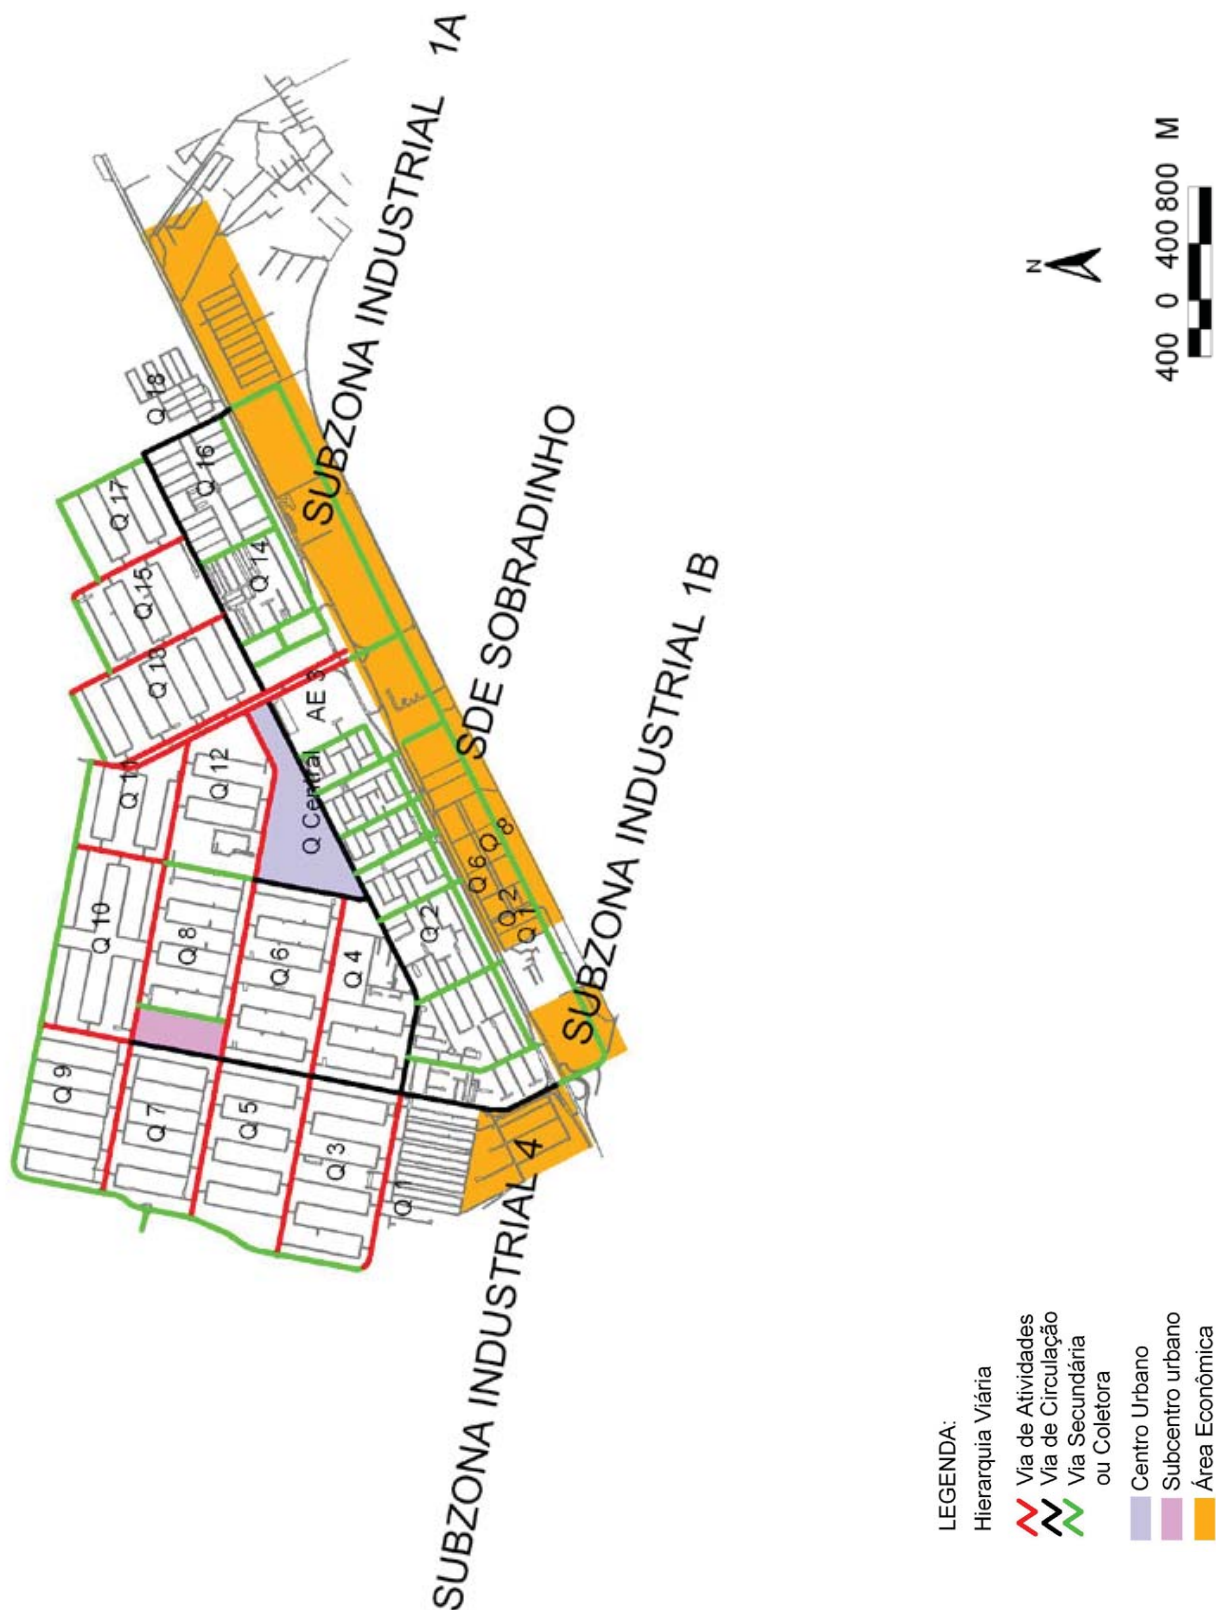 SUBZONA INDUSTRIAL 1A
Q 18
Q 17
Q 16
Q 15
Q 14
Q 13
AE 3
Q 11
Q 12
Q Central
SDE SOBRADINHO
Q 10
Q 8
Q 6
Q 4
Q 2
Q 6
Q 8
Q 2
Q 1
SUBZONA INDUSTRIAL 1B
Q 9
Q 7
Q 5
Q 3
Q 1
SUBZONA INDUSTRIAL 4
N
400 0 400 800 M
LEGENDA:
Hierarquia Viária
Via de Atividades
Via de Circulação
Via Secundária
ou Coletora
Centro Urbano
Subcentro urbano
Área Econômica